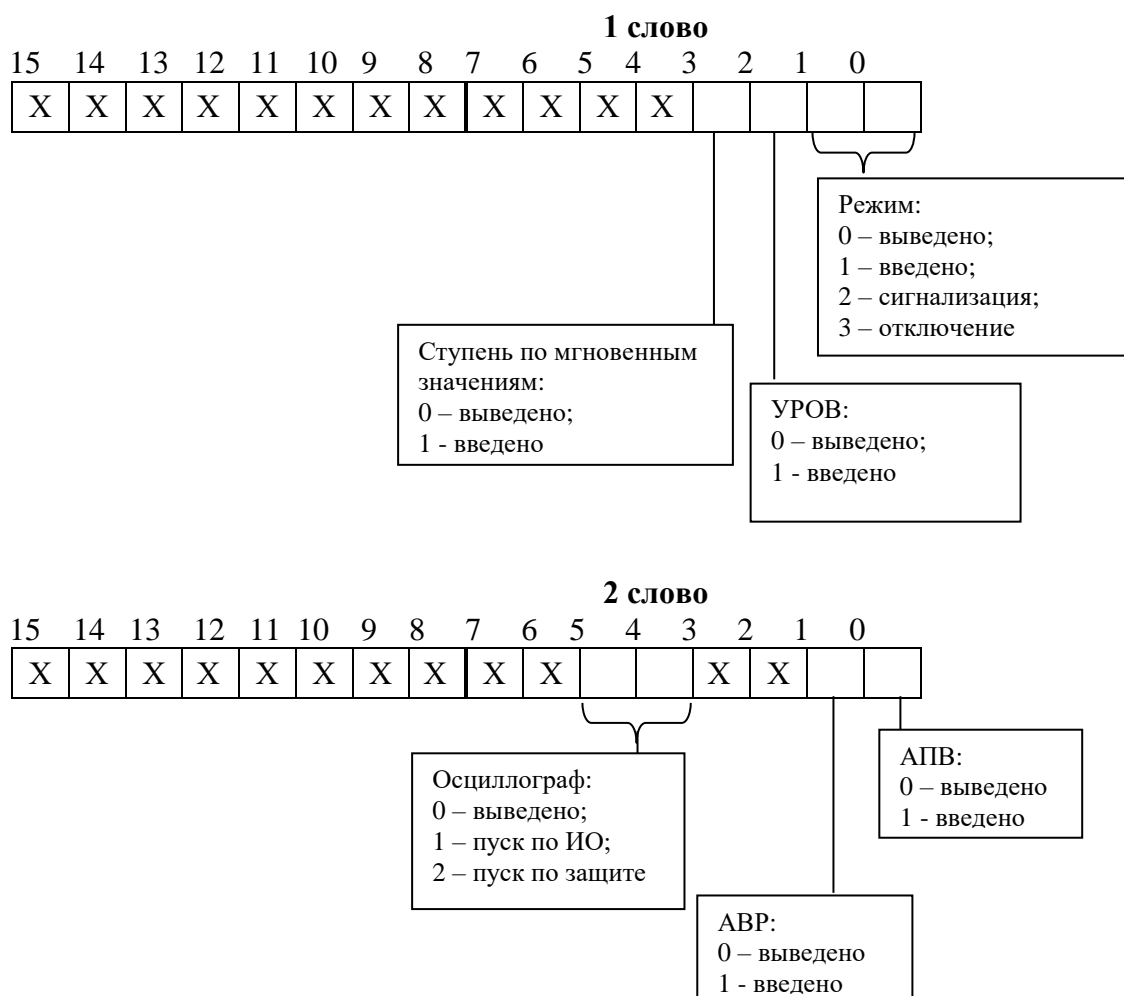 1 слово
15 14 13 12 11 10 9 8 7 6 5 4 3 2 1 0
X X X X X X X X X X X X
Режим:
0 – выведено;
1 – введено;
2 – сигнализация;
3 – отключение
Ступень по мгновенным
значениям:
0 – выведено;
1 - введено
УРОВ:
0 – выведено;
1 - введено
2 слово
15 14 13 12 11 10 9 8 7 6 5 4 3 2 1 0
X X X X X X X X X X X X
АПВ:
0 – выведено
1 - введено
Осциллограф:
0 – выведено;
1 – пуск по ИО;
2 – пуск по защите
АВР:
0 – выведено
1 - введено